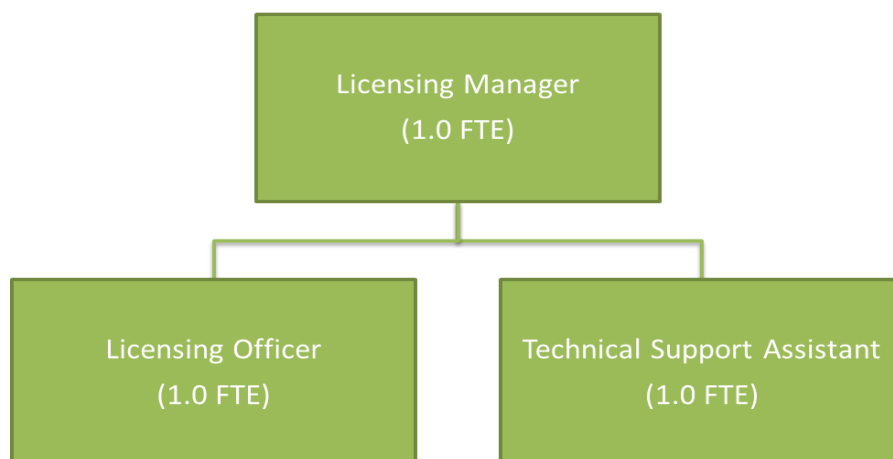 Licensing Manager
(1.0 FTE)
Licensing Officer
(1.0 FTE)
Technical Support Assistant
(1.0 FTE)